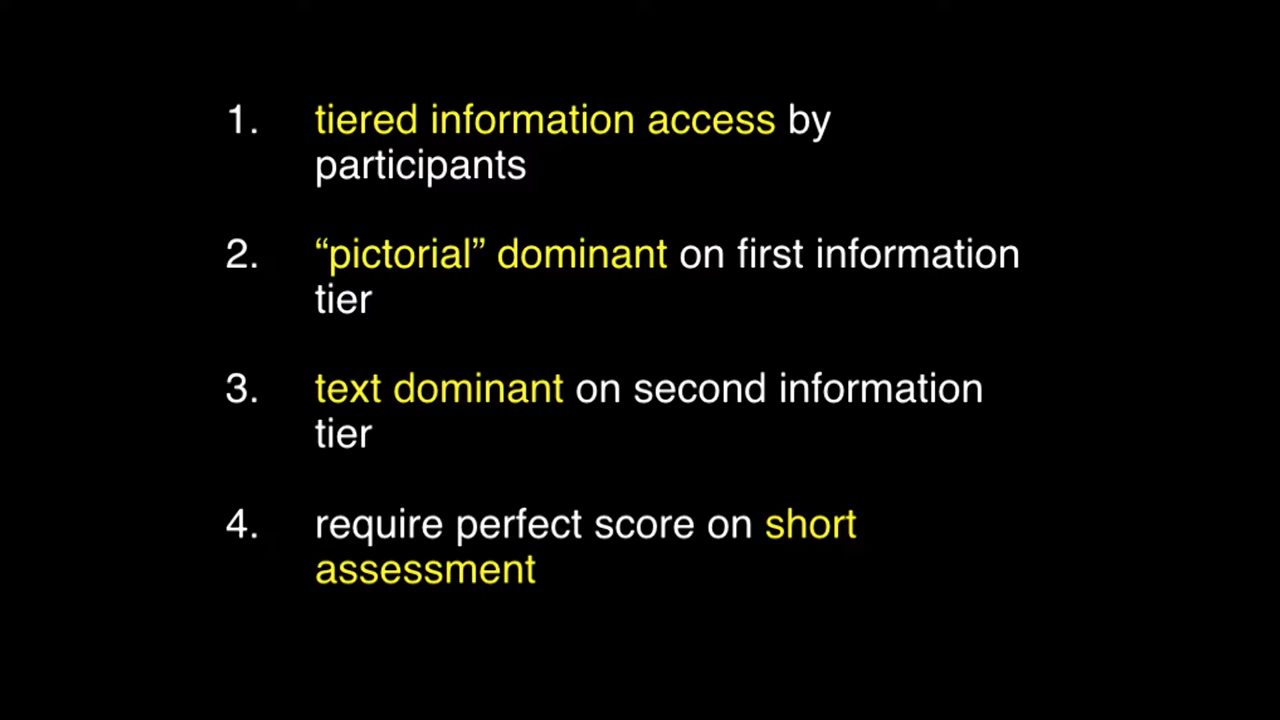 1. tiered information access by
participants
2. “pictorial” dominant on first information
tier
3. text dominant on second information
tier
4. require perfect score on short
assessment